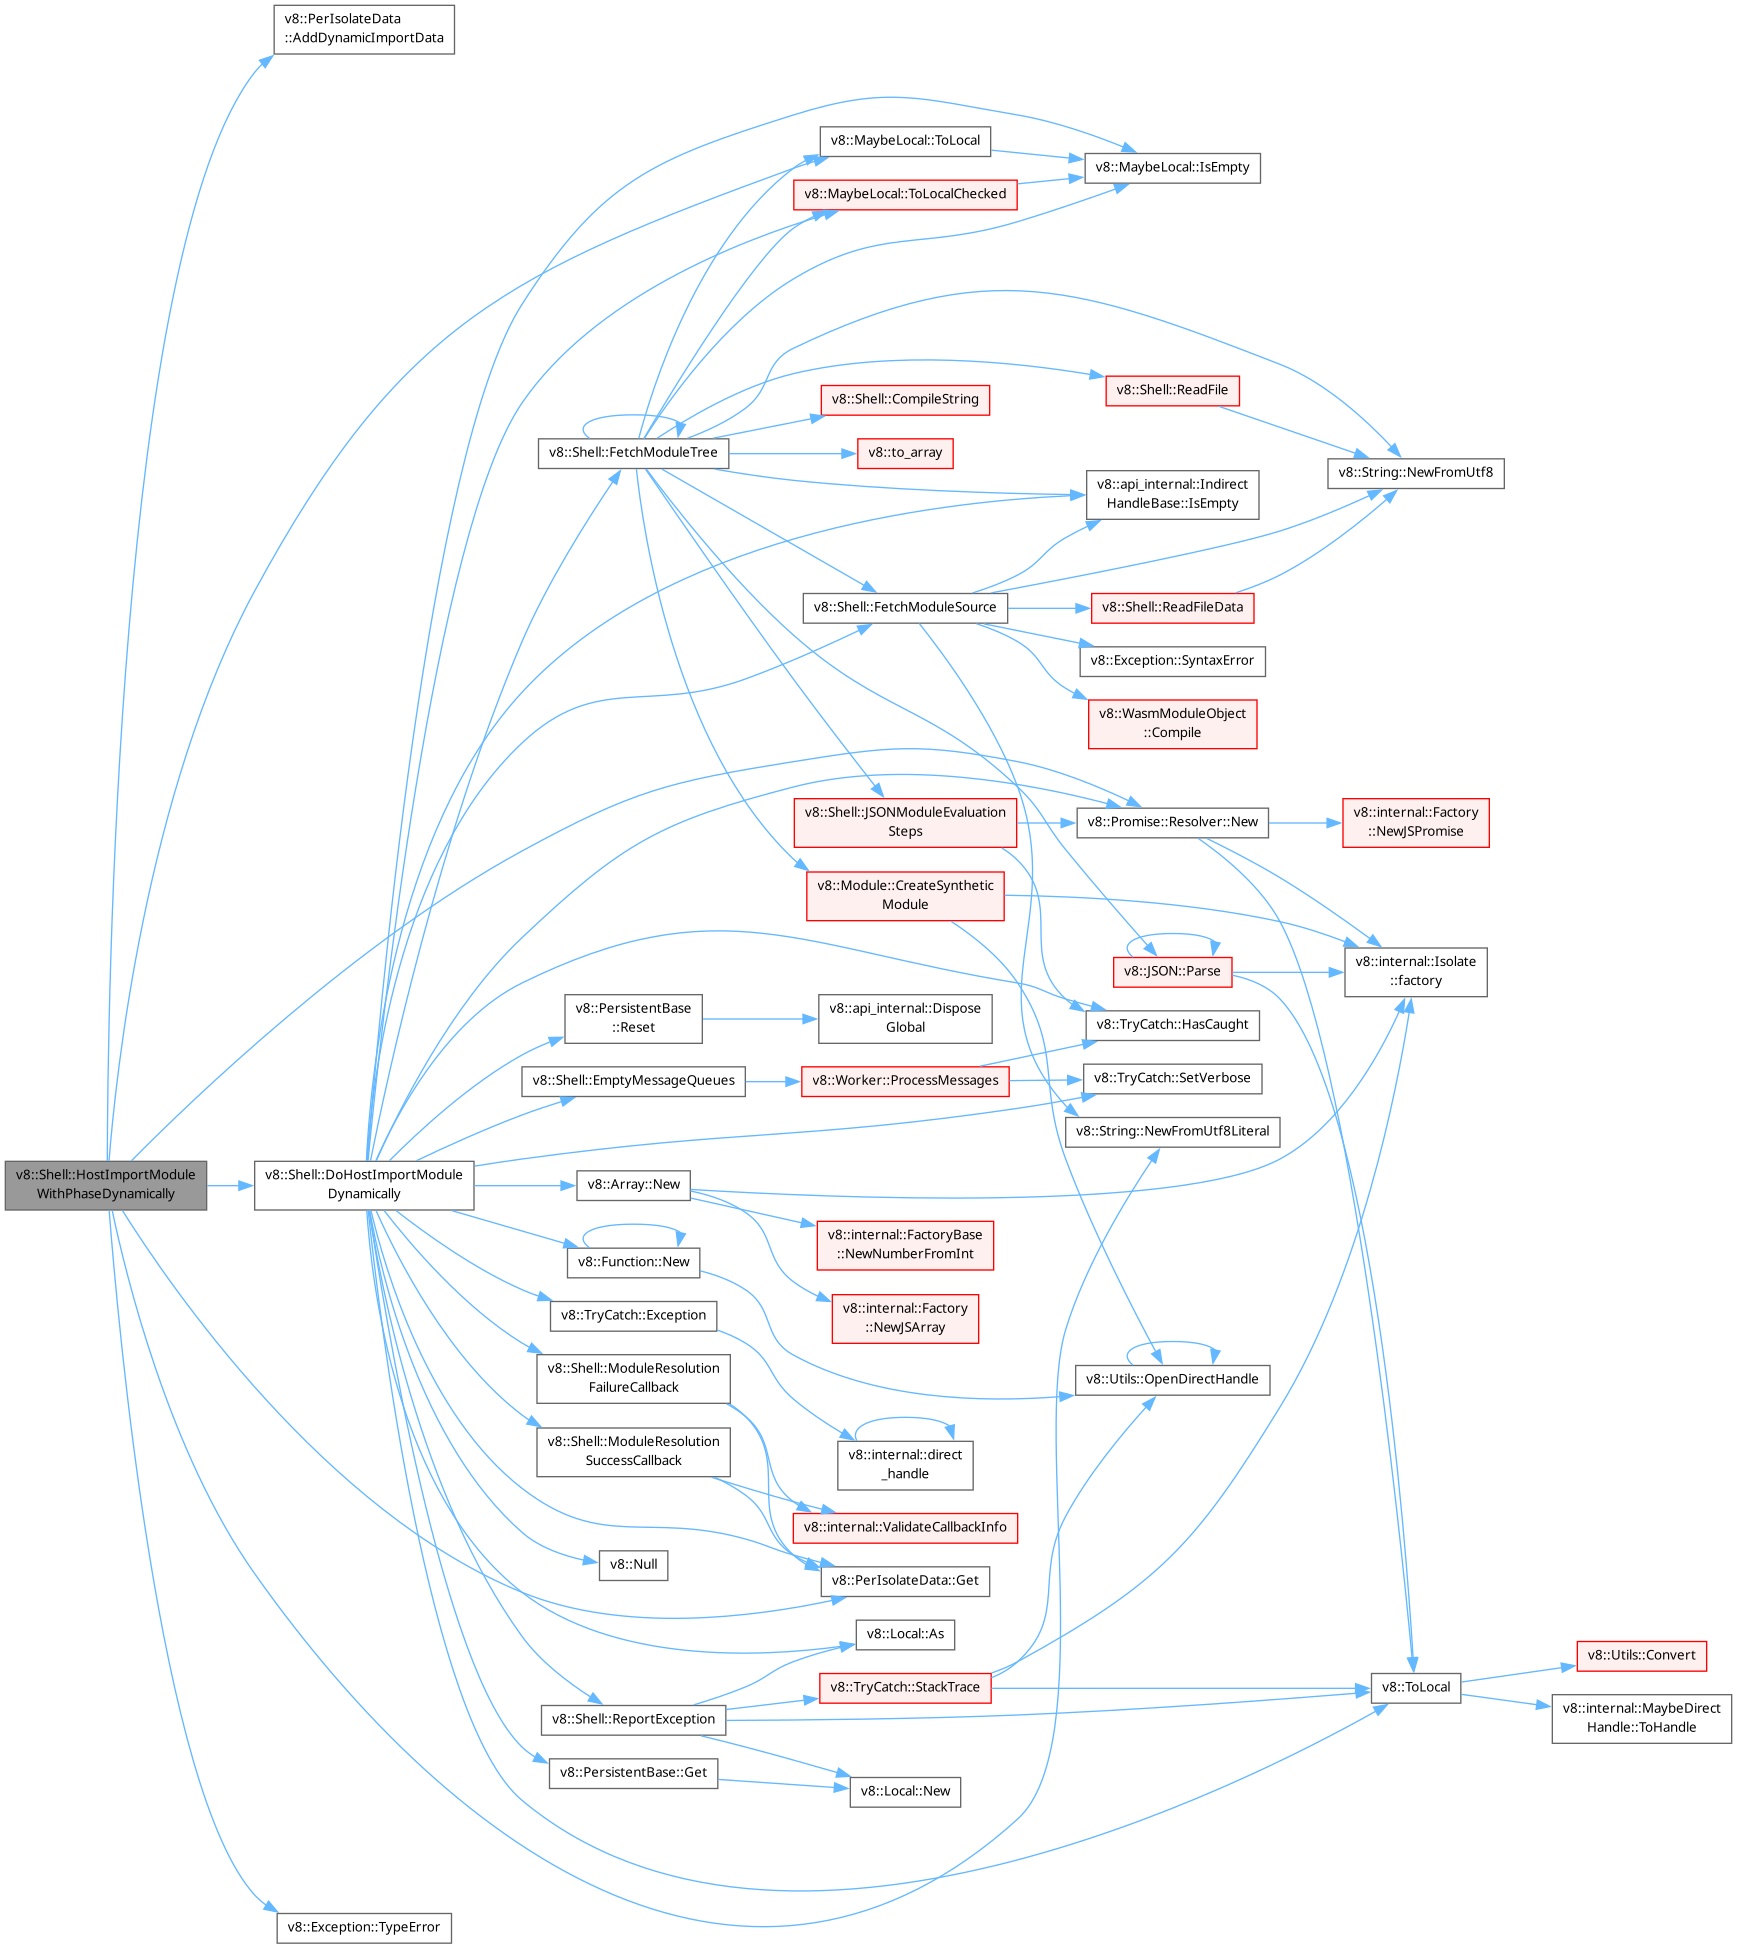 v8::PerIsolateData
::AddDynamicImportData
v8::MaybeLocal::ToLocal
v8::MaybeLocal::IsEmpty
v8::MaybeLocal::ToLocalChecked
v8::Shell::ReadFile
v8::Shell::CompileString
v8::Shell::FetchModuleTree
v8::to_array
v8::String::NewFromUtf8
v8::api_internal::Indirect
HandleBase::IsEmpty
v8::Shell::FetchModuleSource
v8::Shell::ReadFileData
v8::Exception::SyntaxError
v8::WasmModuleObject
::Compile
v8::Shell::JSONModuleEvaluation
Steps
v8::Promise::Resolver::New
v8::internal::Factory
::NewJSPromise
v8::Module::CreateSynthetic
Module
v8::JSON::Parse
v8::internal::Isolate
::factory
v8::PersistentBase
::Reset
v8::api_internal::Dispose
Global
v8::TryCatch::HasCaught
v8::Shell::EmptyMessageQueues
v8::Worker::ProcessMessages
v8::TryCatch::SetVerbose
v8::String::NewFromUtf8Literal
v8::Shell::HostImportModule
WithPhaseDynamically
v8::Shell::DoHostImportModule
Dynamically
v8::Array::New
v8::internal::FactoryBase
::NewNumberFromInt
v8::Function::New
v8::TryCatch::Exception
v8::internal::Factory
::NewJSArray
v8::Shell::ModuleResolution
FailureCallback
v8::Utils::OpenDirectHandle
v8::Shell::ModuleResolution
SuccessCallback
v8::internal::direct
_handle
v8::internal::ValidateCallbackInfo
v8::Null
v8::PerIsolateData::Get
v8::Local::As
v8::Utils::Convert
v8::TryCatch::StackTrace
v8::ToLocal
v8::Shell::ReportException
v8::internal::MaybeDirect
Handle::ToHandle
v8::PersistentBase::Get
v8::Local::New
v8::Exception::TypeError